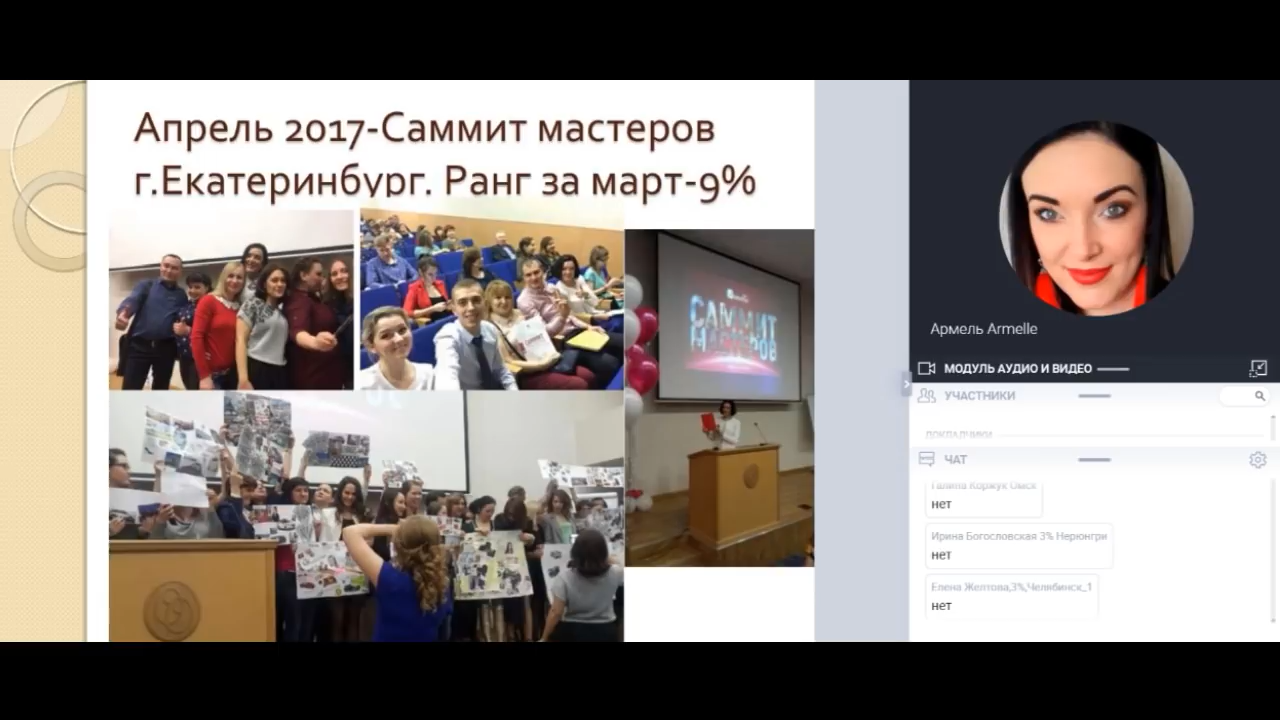 Апрель 2017-Саммит мастеров
г.Екатеринбург. Ранг за март-9%
САММИТ
МАСТЕРОВ
Армель Armelle
МОДУЛЬ АУДИО И ВИДЕО
УЧАСТНИКИ
ДОКЛАДЧИКИ
ЧАТ
Галина Коржук Омск
нет
Ирина Богословская 3% Нерюнгри
нет
Елена Желтова,3%,Челябинск_1
нет